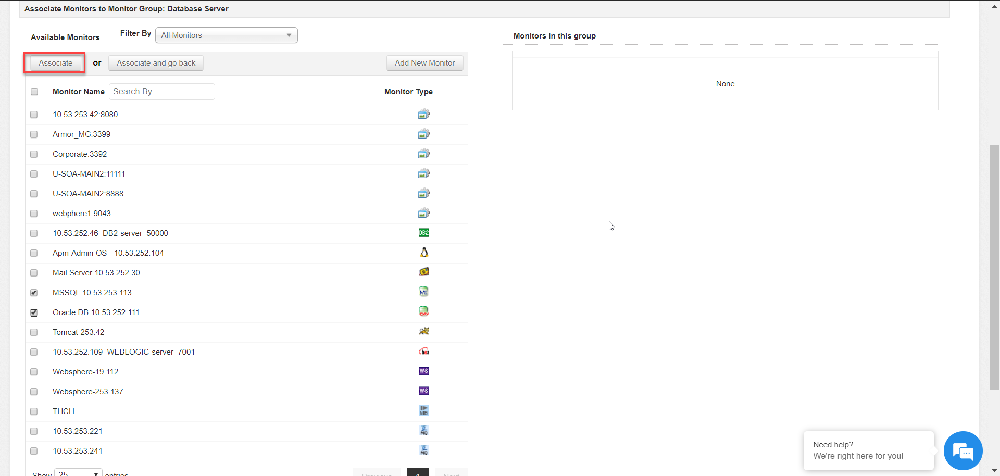 Associate Monitors to Monitor Group: Database Server
Available Monitors
Filter By
All Monitors
Monitors in this group
Associate
or
Associate and go back
Add New Monitor
None.
Monitor Name
Search By..
Monitor Type
10.53.253.42:8080
Armor_MG:3399
Corporate:3392
U-SOA-MAIN2:11111
U-SOA-MAIN2:8888
webphere1:9043
10.53.252.46_DB2-server_50000
DB2
Apm-Admin OS - 10.53.252.104
Mail Server 10.53.252.30
MSSQL.10.53.253.113
MS
Oracle DB 10.53.252.111
Tomcat-253.42
10.53.252.109_WEBLOGIC-server_7001
bea
Websphere-19.112
WS
Websphere-253.137
WS
THCH
MB
10.53.253.221
MQ
10.53.253.241
MQ
Need help?
We're right here for you!
Show 25 entries
Previous
1
Next